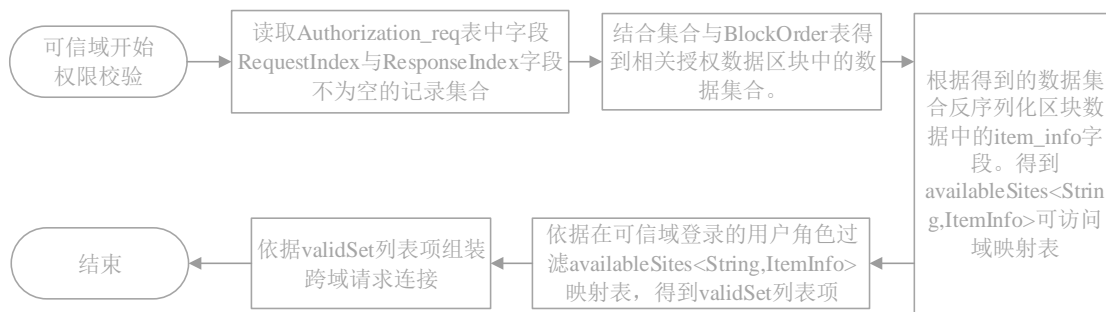 可信域开始
权限校验
读取Authorization_req表中字段
RequestIndex与ResponseIndex字段
不为空的记录集合
结合集合与BlockOrder表得
到相关授权数据区块中的数
据集合。
根据得到的数据集
合反序列化区块数
据中的item_info字
段。得到
availableSites<Strin
g,ItemInfo>可访问
域映射表
依据在可信域登录的用户角色过
滤availableSites<String,ItemInfo>
映射表，得到validSet列表项
依据validSet列表项组装
跨域请求连接
结束